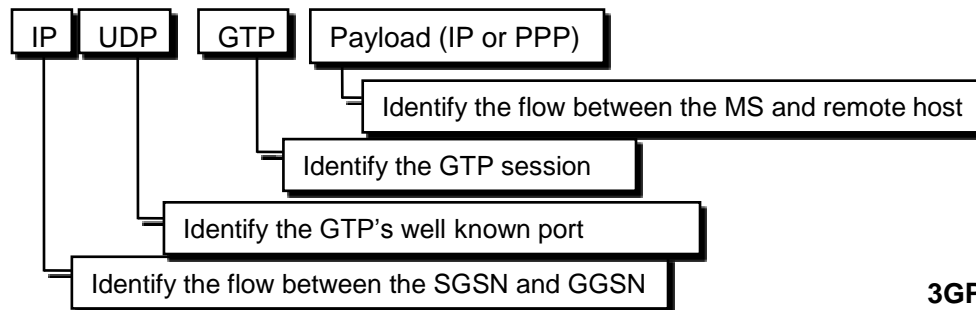 IP UDP GTP Payload (IP or PPP)
Identify the flow between the MS and remote host
Identify the GTP session
Identify the GTP's well known port
Identify the flow between the SGSN and GGSN